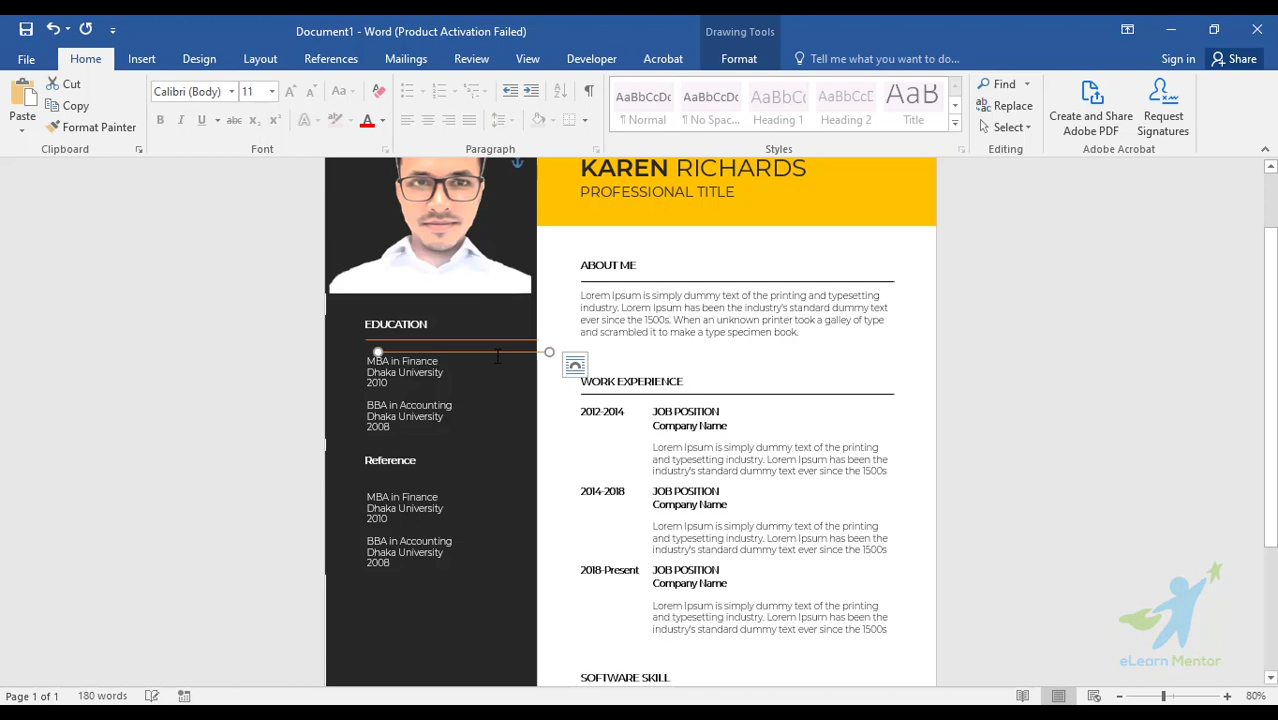 Document1 - Word (Product Activation Failed)
Drawing Tools
File
Home
Insert
Design
Layout
References
Mailings
Review
View
Developer
Acrobat
Format
Tell me what you want to do...
Sign in
Share
Paste
Cut
Copy
Format Painter
Clipboard
Calibri (Body)
11
Aa
B I U abc X₂ X²
A A
Font
Paragraph
AaBbCcDc
¶ Normal
AaBbCcDc
¶ No Spac...
AaBbCc
Heading 1
AaBbCcD
Heading 2
AaB
Title
Styles
Find
Replace
Select
Editing
Create and Share
Adobe PDF
Request
Signatures
Adobe Acrobat
KAREN RICHARDS
PROFESSIONAL TITLE
EDUCATION
MBA in Finance
Dhaka University
2010
BBA in Accounting
Dhaka University
2008
Reference
MBA in Finance
Dhaka University
2010
BBA in Accounting
Dhaka University
2008
ABOUT ME
Lorem Ipsum is simply dummy text of the printing and typesetting
industry. Lorem Ipsum has been the industry's standard dummy text
ever since the 1500s. When an unknown printer took a galley of type
and scrambled it to make a type specimen book.
WORK EXPERIENCE
2012-2014 JOB POSITION
Company Name
Lorem Ipsum is simply dummy text of the printing
and typesetting industry. Lorem Ipsum has been the
industry's standard dummy text ever since the 1500s
2014-2018 JOB POSITION
Company Name
Lorem Ipsum is simply dummy text of the printing
and typesetting industry. Lorem Ipsum has been the
industry's standard dummy text ever since the 1500s
2018-Present JOB POSITION
Company Name
Lorem Ipsum is simply dummy text of the printing
and typesetting industry. Lorem Ipsum has been the
industry's standard dummy text ever since the 1500s
SOFTWARE SKILL
eLearn Mentor
Page 1 of 1
180 words
80%